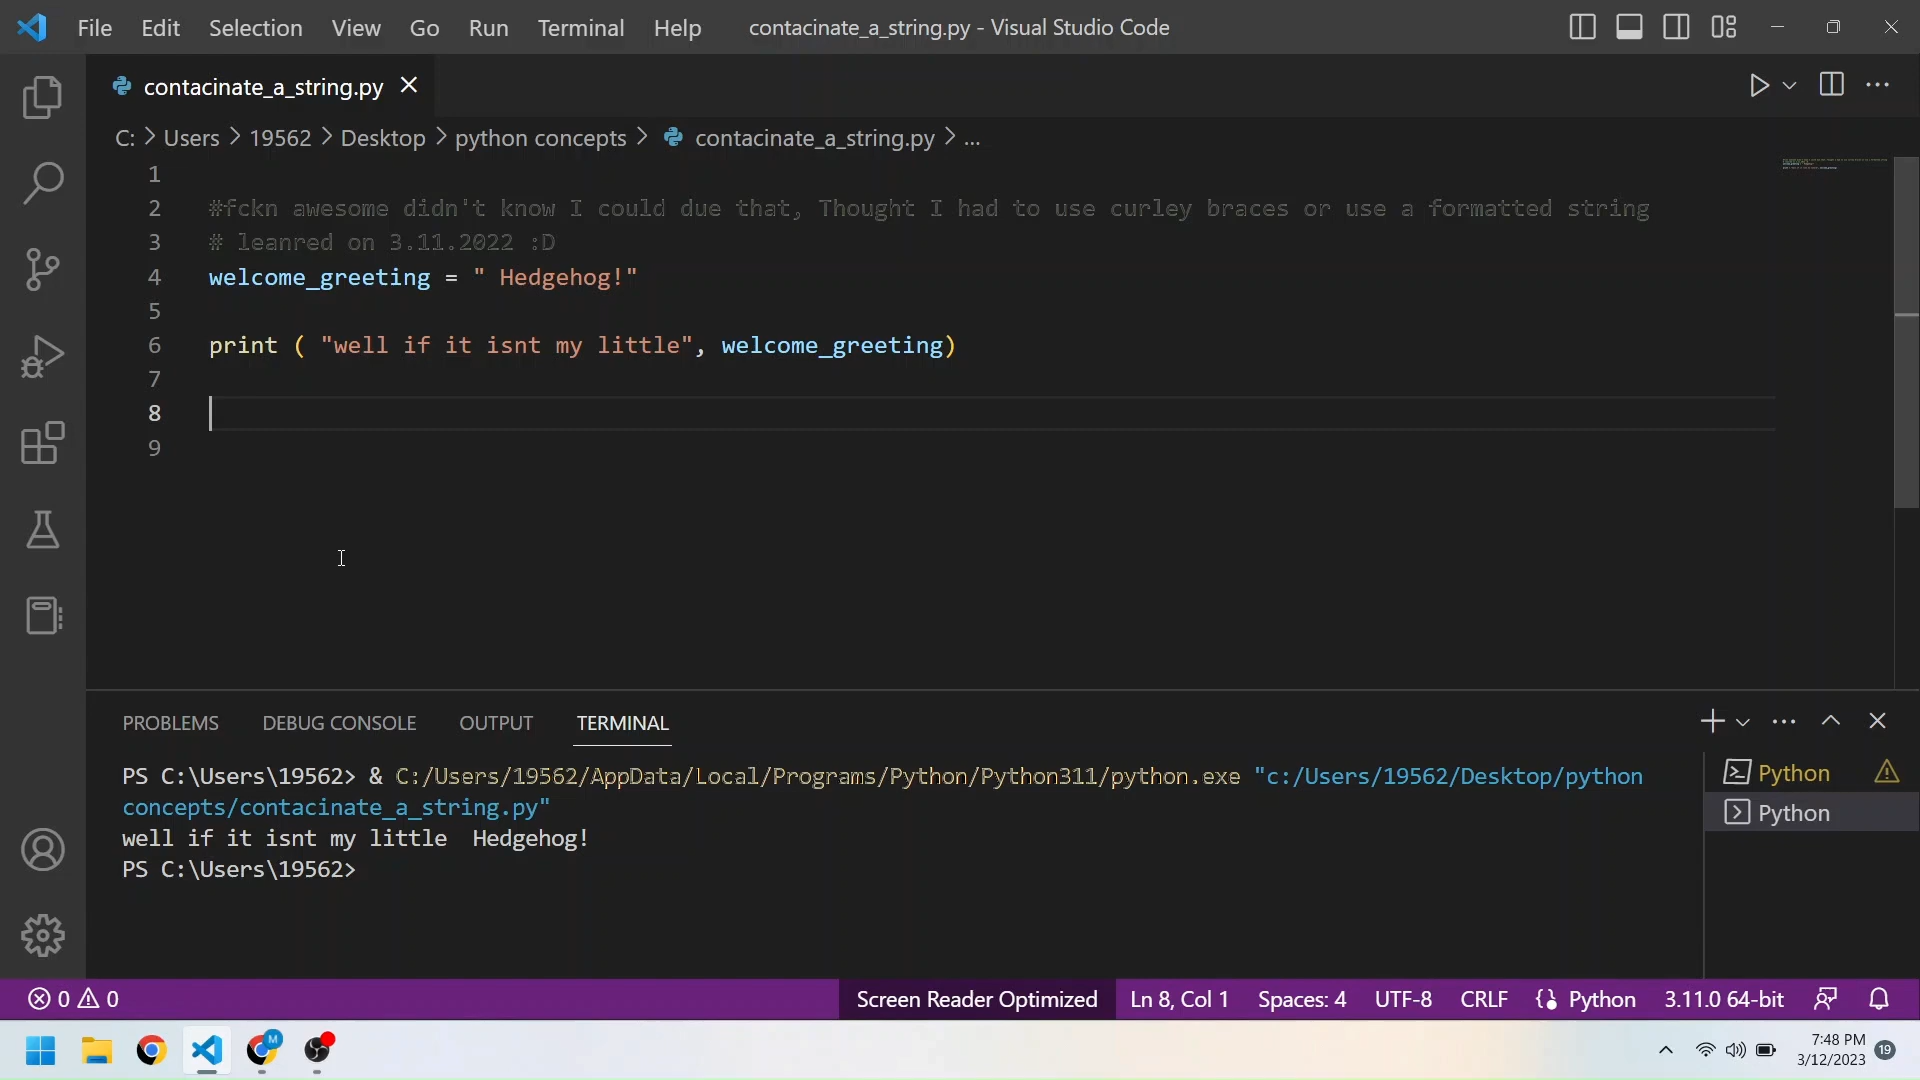 File Edit Selection View Go Run Terminal Help contacinate_a_string.py - Visual Studio Code
contacinate_a_string.py
C: > Users > 19562 > Desktop > python concepts > contacinate_a_string.py > ...
1
2 #fckn awesome didn't know I could due that, Thought I had to use curley braces or use a formatted string
3 # leanred on 3.11.2022 :D
4 welcome_greeting = " Hedgehog!"
5
6 print ( "well if it isnt my little", welcome_greeting)
7
8
9
PROBLEMS DEBUG CONSOLE OUTPUT TERMINAL
PS C:\Users\19562> & C:/Users/19562/AppData/Local/Programs/Python/Python311/python.exe "c:/Users/19562/Desktop/python
concepts/contacinate_a_string.py"
well if it isnt my little  Hedgehog!
PS C:\Users\19562>
Python
Python
0 0 Screen Reader Optimized Ln 8, Col 1 Spaces: 4 UTF-8 CRLF Python 3.11.0 64-bit
M
7:48 PM
3/12/2023 19